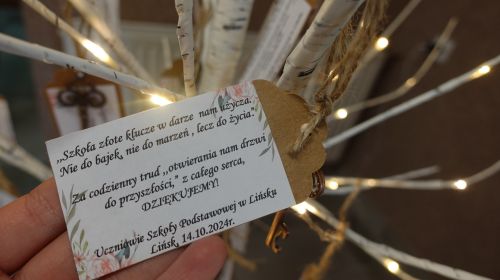 ,,Szkoła złote klucze w darze nam użycza.
Nie do bajek, nie do marzeń , lecz do życia."
Za codzienny trud ,,otwierania nam drzwi
do przyszłości," z całego serca,
DZIĘKUJEMY!
Uczniowie Szkoły Podstawowej w Lińsku
Lińsk, 14.10.2024r.